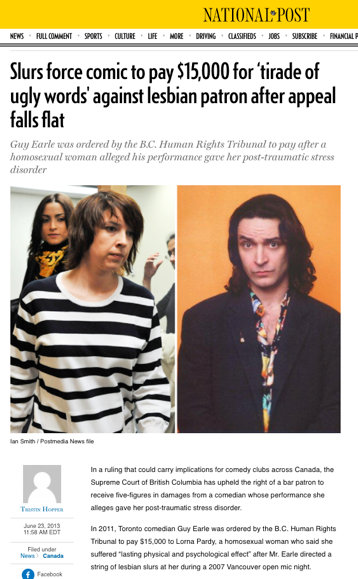 NATIONAL POST
NEWS • FULL COMMENT • SPORTS • CULTURE • LIFE • MORE • DRIVING • CLASSIFIEDS • JOBS • SUBSCRIBE • FINANCIAL P
Slurs force comic to pay $15,000 for ‘tirade of
ugly words' against lesbian patron after appeal
falls flat
Guy Earle was ordered by the B.C. Human Rights Tribunal to pay after a
homosexual woman alleged his performance gave her post-traumatic stress
disorder
Ian Smith / Postmedia News file
TRISTIN HOPPER
June 23, 2013
11:58 AM EDT
Filed under
News / Canada
Facebook
In a ruling that could carry implications for comedy clubs across Canada, the
Supreme Court of British Columbia has upheld the right of a bar patron to
receive five-figures in damages from a comedian whose performance she
alleges gave her post-traumatic stress disorder.
In 2011, Toronto comedian Guy Earle was ordered by the B.C. Human Rights
Tribunal to pay $15,000 to Lorna Pardy, a homosexual woman who said she
suffered “lasting physical and psychological effect” after Mr. Earle directed a
string of lesbian slurs at her during a 2007 Vancouver open mic night.